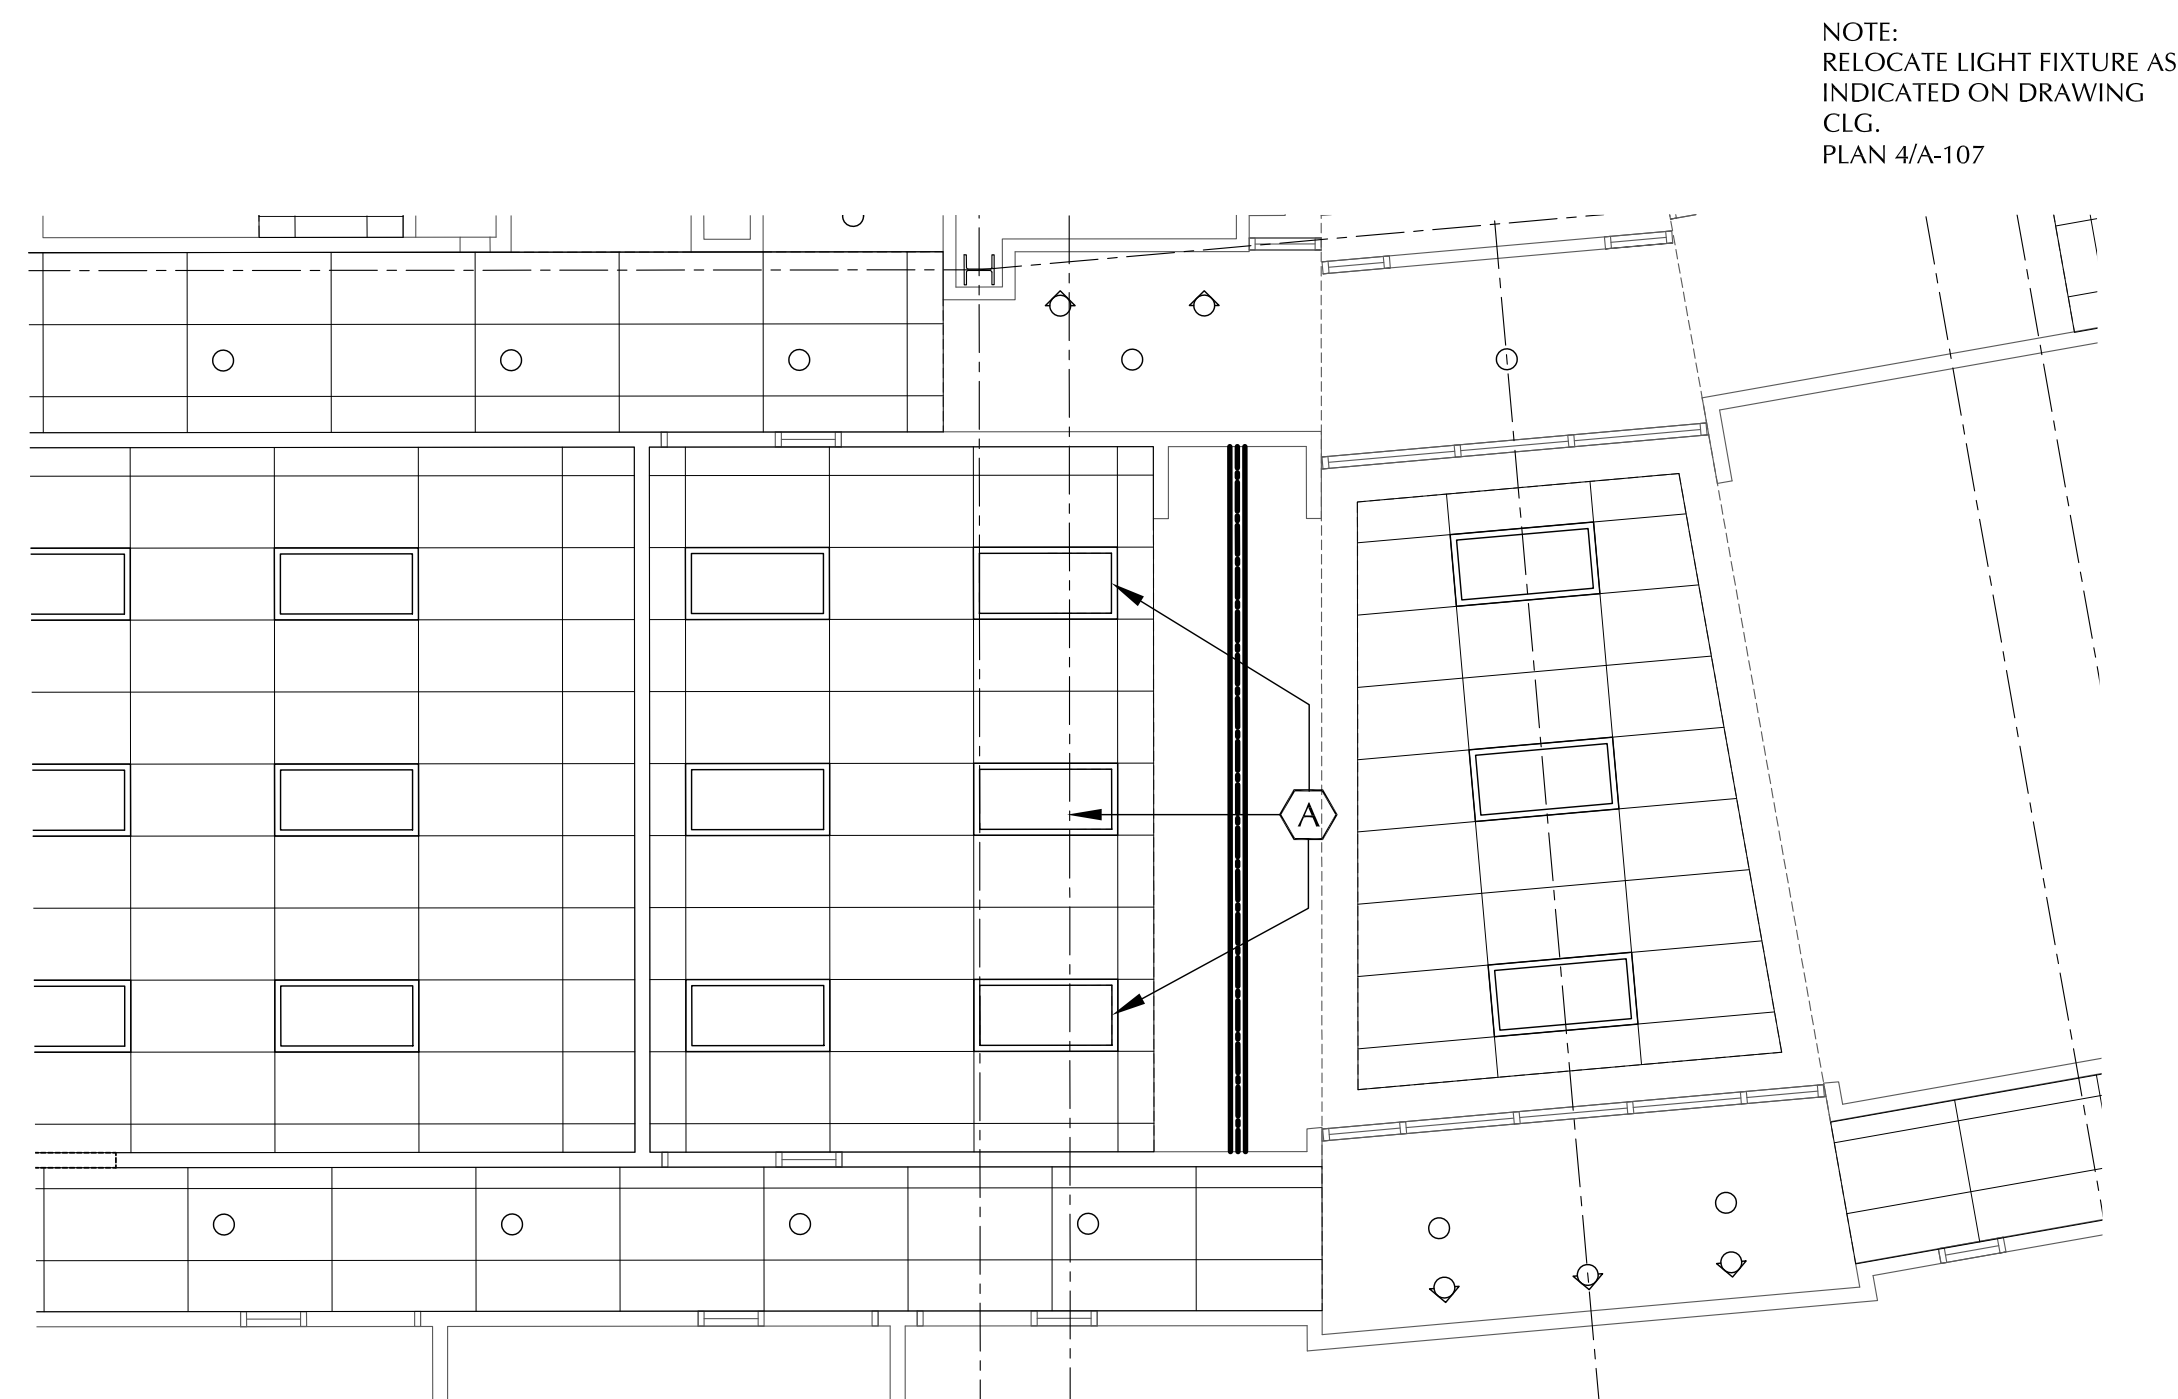 NOTE:
RELOCATE LIGHT FIXTURE AS
INDICATED ON DRAWING
CLG.
PLAN 4/A-107
A